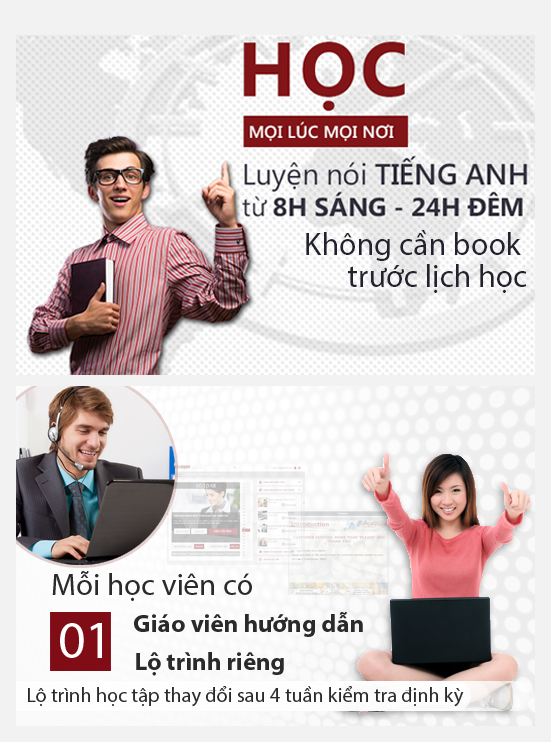 HỌC
MỌI LÚC MỌI NƠI
Luyện nói TIẾNG ANH
từ 8H SÁNG - 24H ĐÊM
Không cần book
trước lịch học
Mỗi học viên có
01
Giáo viên hướng dẫn
Lộ trình riêng
Lộ trình học tập thay đổi sau 4 tuần kiểm tra định kỳ